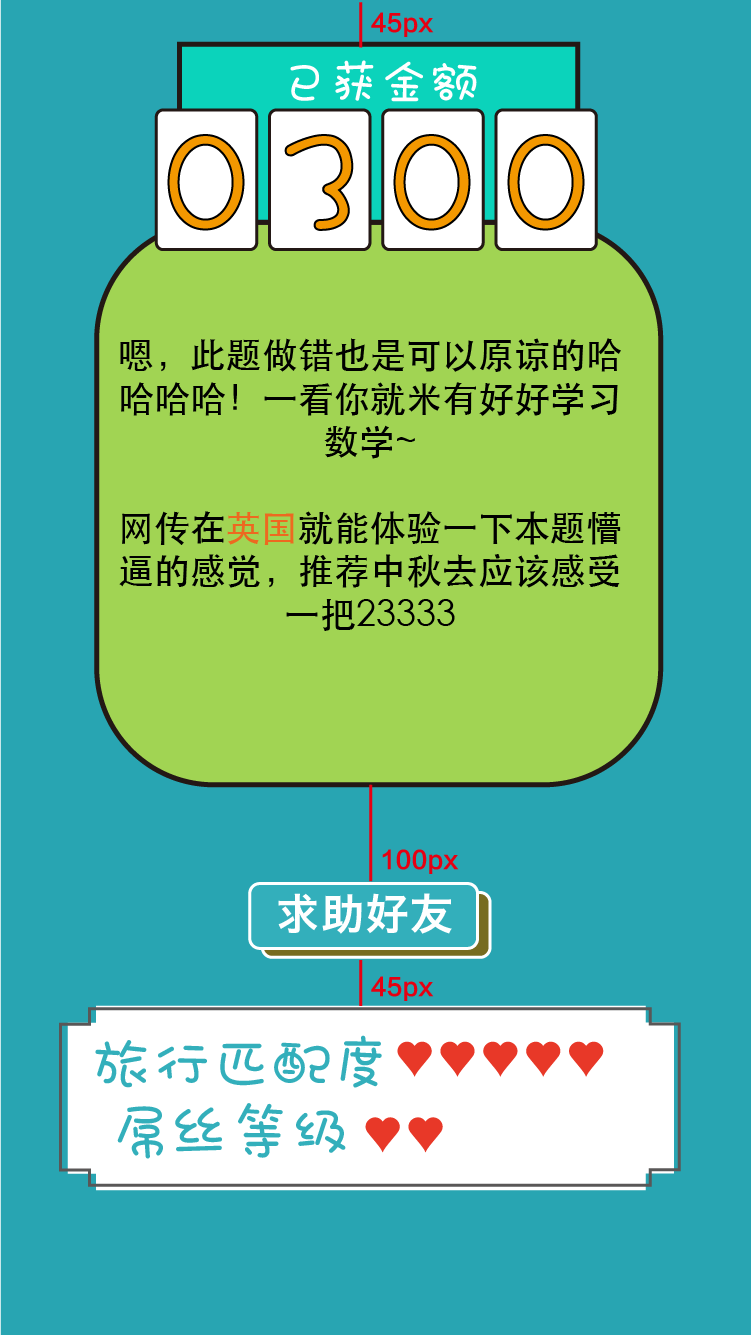 45px
已获金额
0300
嗯，此题做错也是可以原谅的哈
哈哈哈！一看你就米有好好学习
数学~
网传在英国就能体验一下本题懵
逼的感觉，推荐中秋去应该感受
一把23333
100px
求助好友
45px
旅行匹配度
屌丝等级